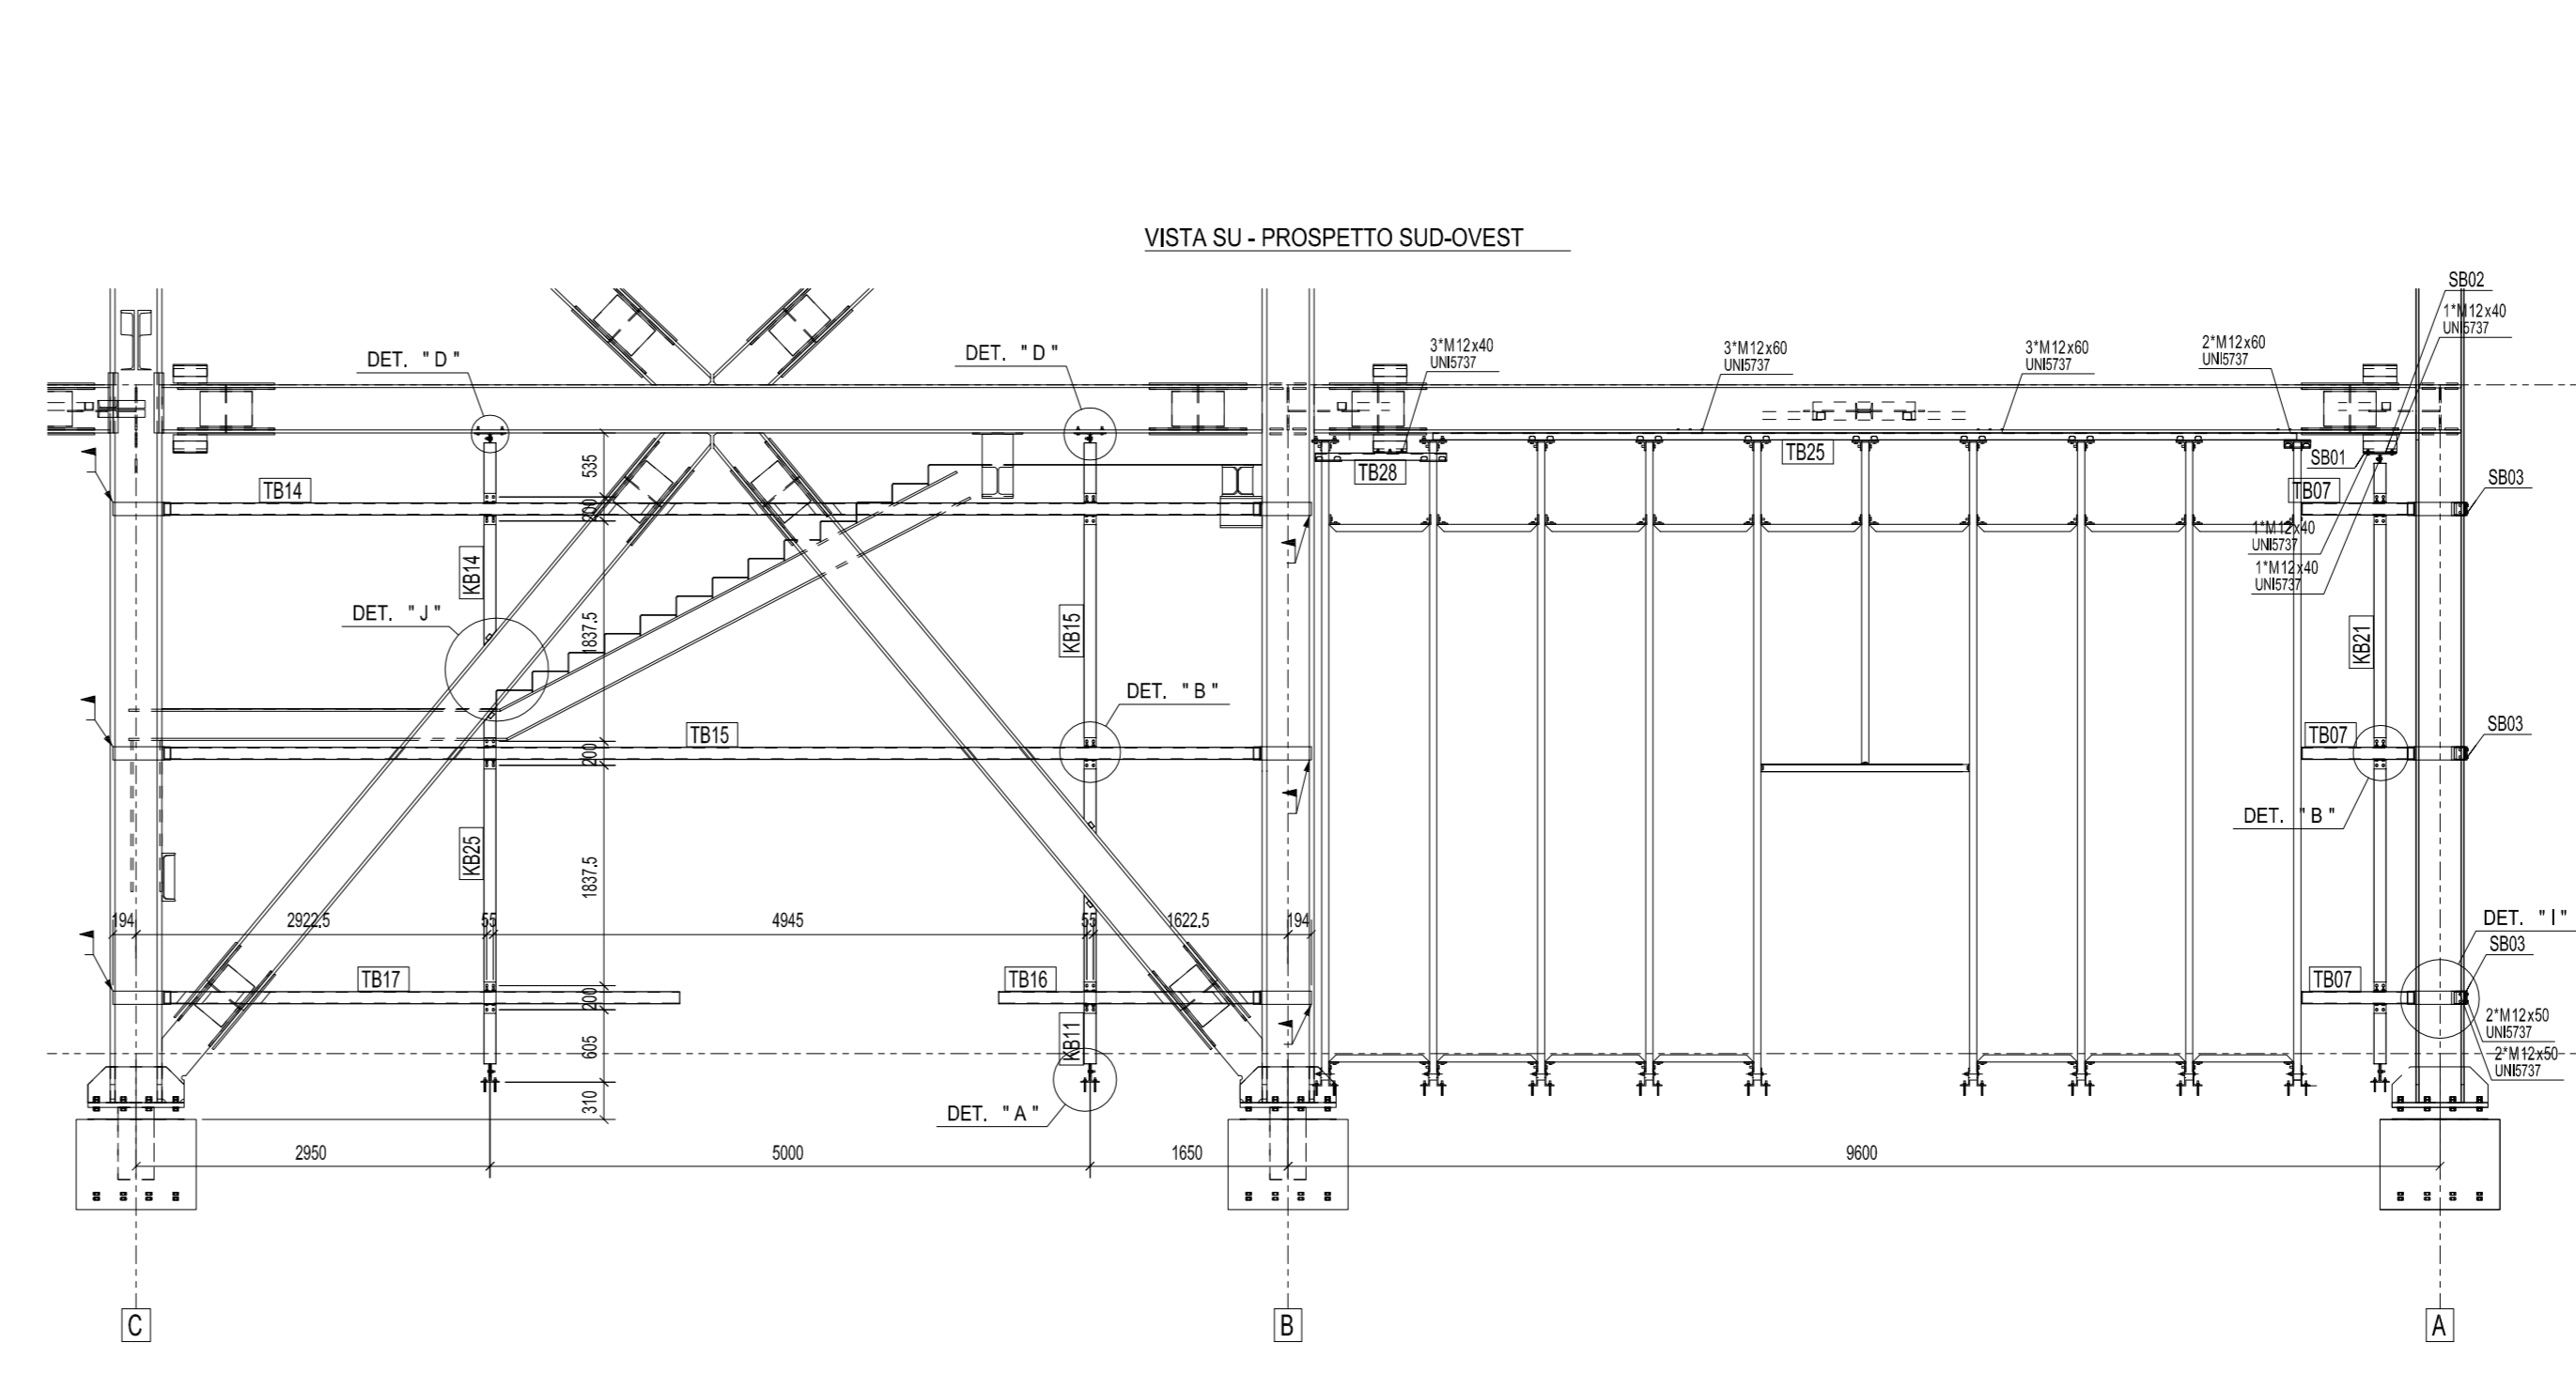 VISTA SU - PROSPETTO SUD-OVEST
SB02
1*M12x40
UNI5737
DET. "D"
DET. "D"
3*M12x40
UNI5737
3*M12x60
UNI5737
3*M12x60
UNI5737
2*M12x60
UNI5737
TB14
535
TB28
TB25
SB01
TB07
SB03
200
1*M12x40
UNI5737
1*M12x40
UNI5737
KB14
DET. "J"
1837.5
KB15
KB21
DET. "B"
TB15
200
TB07
SB03
DET. "B"
KB25
1837.5
194
2922.5
55
4945
55
1622.5
194
DET. "I"
SB03
TB17
200
TB16
TB07
2*M12x50
UNI5737
2*M12x50
UNI5737
605
KB11
310
DET. "A"
2950
5000
1650
9600
C
B
A